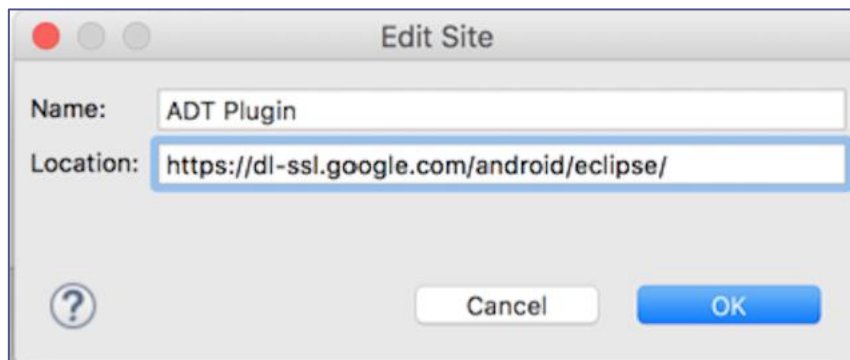 Edit Site
Name: ADT Plugin
Location: https://dl-ssl.google.com/android/eclipse/
? Cancel OK